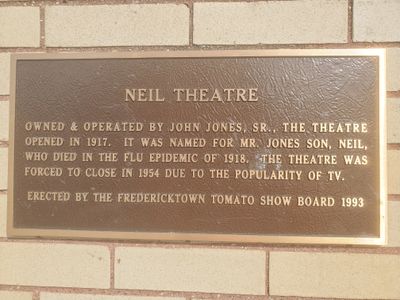 NEIL THEATRE
OWNED & OPERATED BY JOHN JONES, SR., THE THEATRE
OPENED IN 1917. IT WAS NAMED FOR MR. JONES SON, NEIL,
WHO DIED IN THE FLU EPIDEMIC OF 1918. THE THEATRE WAS
FORCED TO CLOSE IN 1954 DUE TO THE POPULARITY OF TV.
ERECTED BY THE FREDERICKTOWN TOMATO SHOW BOARD 1993